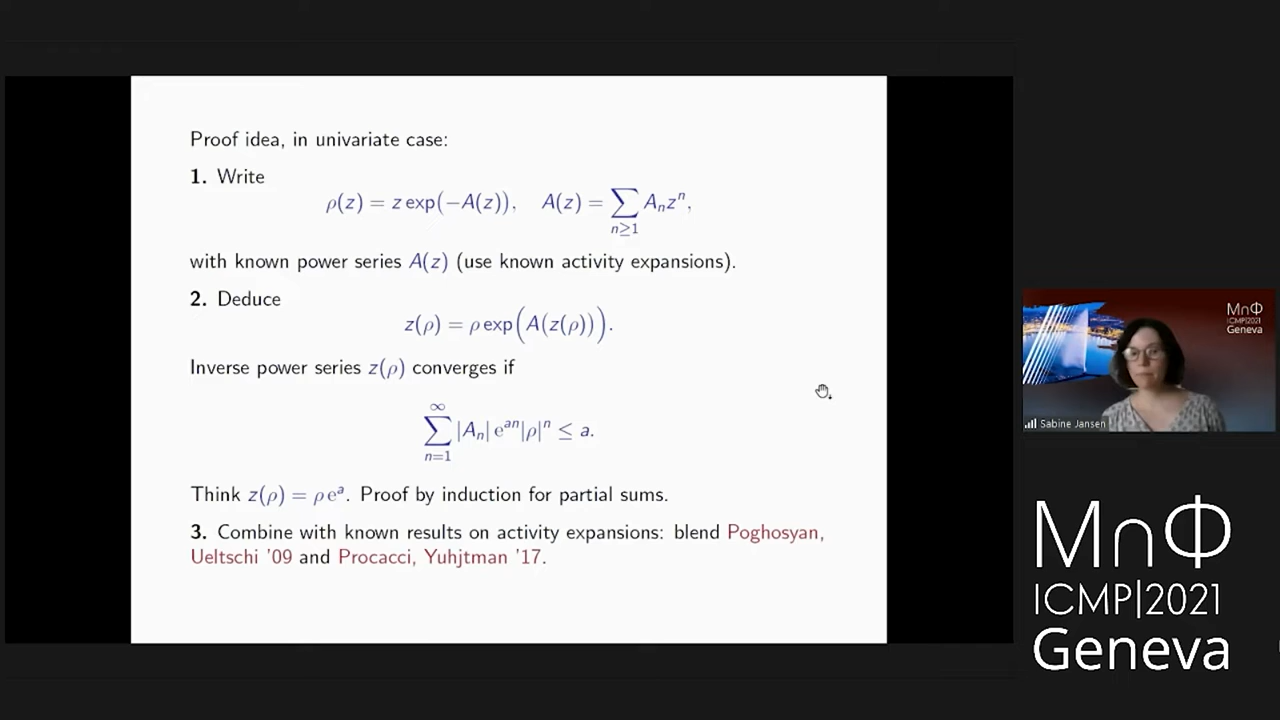 Proof idea, in univariate case:
1. Write
ρ(z) = z exp(−A(z)), A(z) = ∑_{n≥1} A_n z^n,
with known power series A(z) (use known activity expansions).
2. Deduce
z(ρ) = ρ exp(A(z(ρ))).
Inverse power series z(ρ) converges if
∑_{n=1}^{∞} |A_n| e^{an} |ρ|^n ≤ a.
Think z(ρ) = ρ e^a. Proof by induction for partial sums.
3. Combine with known results on activity expansions: blend Poghosyan,
Ueltschi '09 and Procacci, Yuhjtman '17.
MnΦ
ICMP|2021
Geneva
Sabine Jansen
MnΦ
ICMP|2021
Geneva